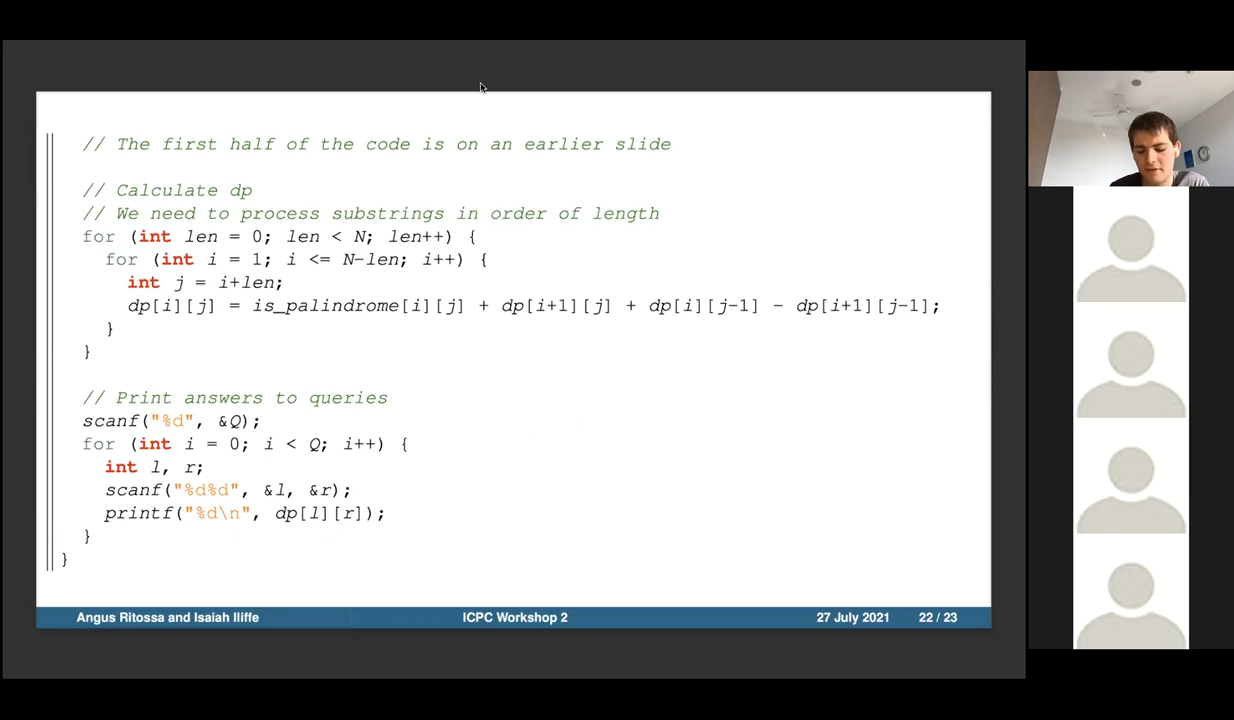 // The first half of the code is on an earlier slide
// Calculate dp
// We need to process substrings in order of length
for (int len = 0; len < N; len++) {
for (int i = 1; i <= N-len; i++) {
int j = i+len;
dp[i][j] = is_palindrome[i][j] + dp[i+1][j] + dp[i][j-1] - dp[i+1][j-1];
}
}
// Print answers to queries
scanf("%d", &Q);
for (int i = 0; i < Q; i++) {
int l, r;
scanf("%d%d", &l, &r);
printf("%d\n", dp[l][r]);
}
}
Angus Ritossa and Isaiah Iliffe ICPC Workshop 2 27 July 2021 22 / 23